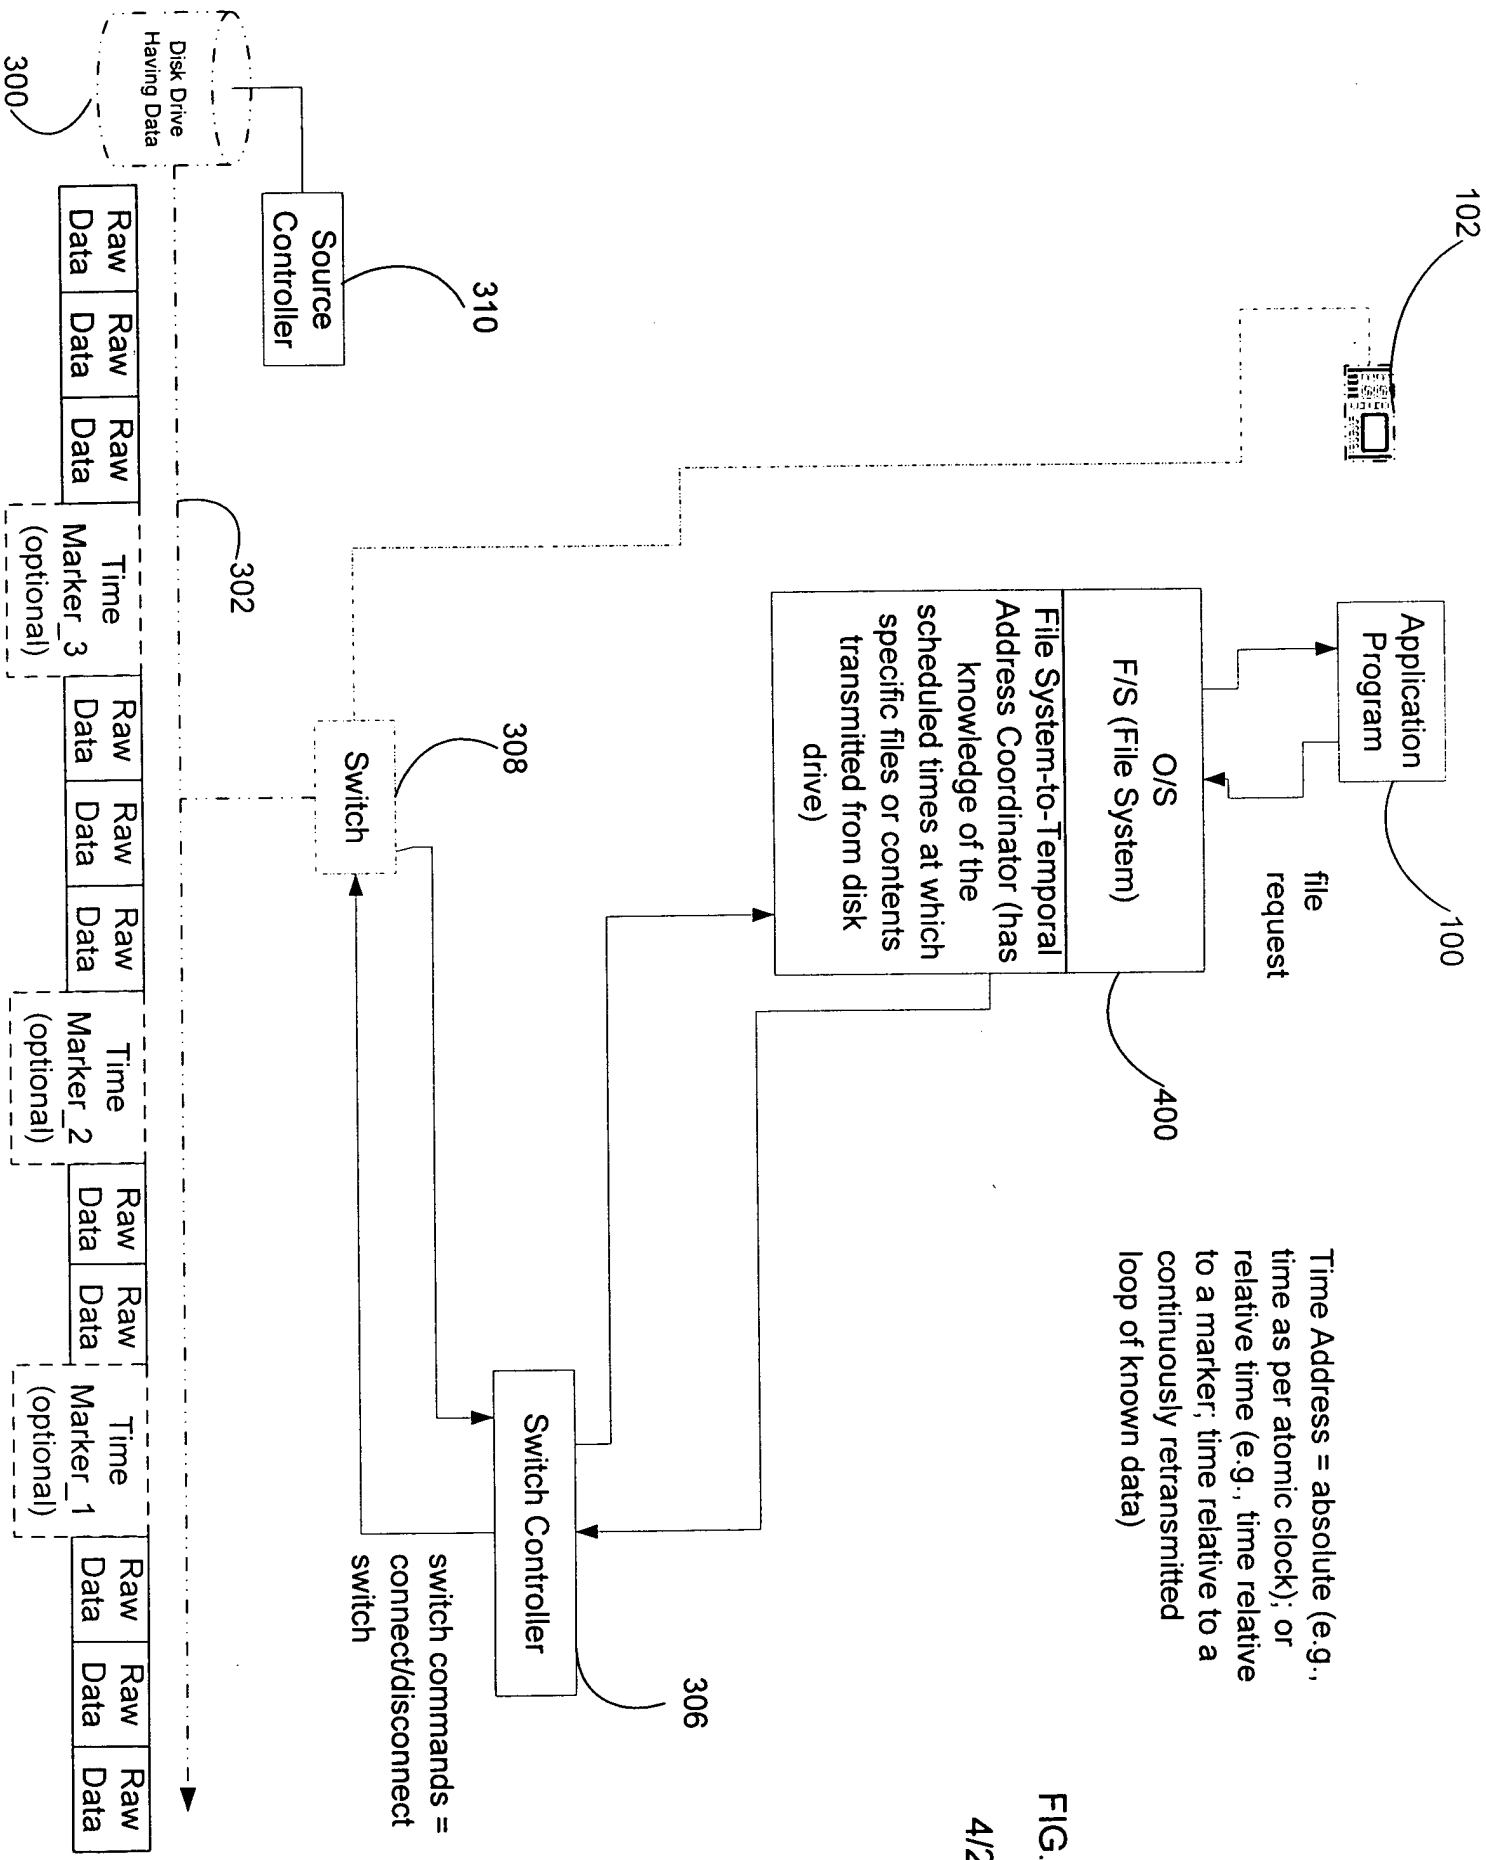 102
Application
Program
100
file
request
O/S
F/S (File System)
400
File System-to-Temporal
Address Coordinator (has
knowledge of the
scheduled times at which
specific files or contents
transmitted from disk
drive)
Time Address = absolute (e.g.,
time as per atomic clock); or
relative time (e.g., time relative
to a marker; time relative to a
continuously retransmitted
loop of known data)
FIG.
4/2
310
Source
Controller
308
Switch
Switch Controller
306
switch commands =
connect/disconnect
switch
Disk Drive
Having Data
300
302
Raw
Data
Raw
Data
Raw
Data
Time
Marker_3
(optional)
Raw
Data
Raw
Data
Raw
Data
Time
Marker_2
(optional)
Raw
Data
Raw
Data
Time
Marker_1
(optional)
Raw
Data
Raw
Data
Raw
Data